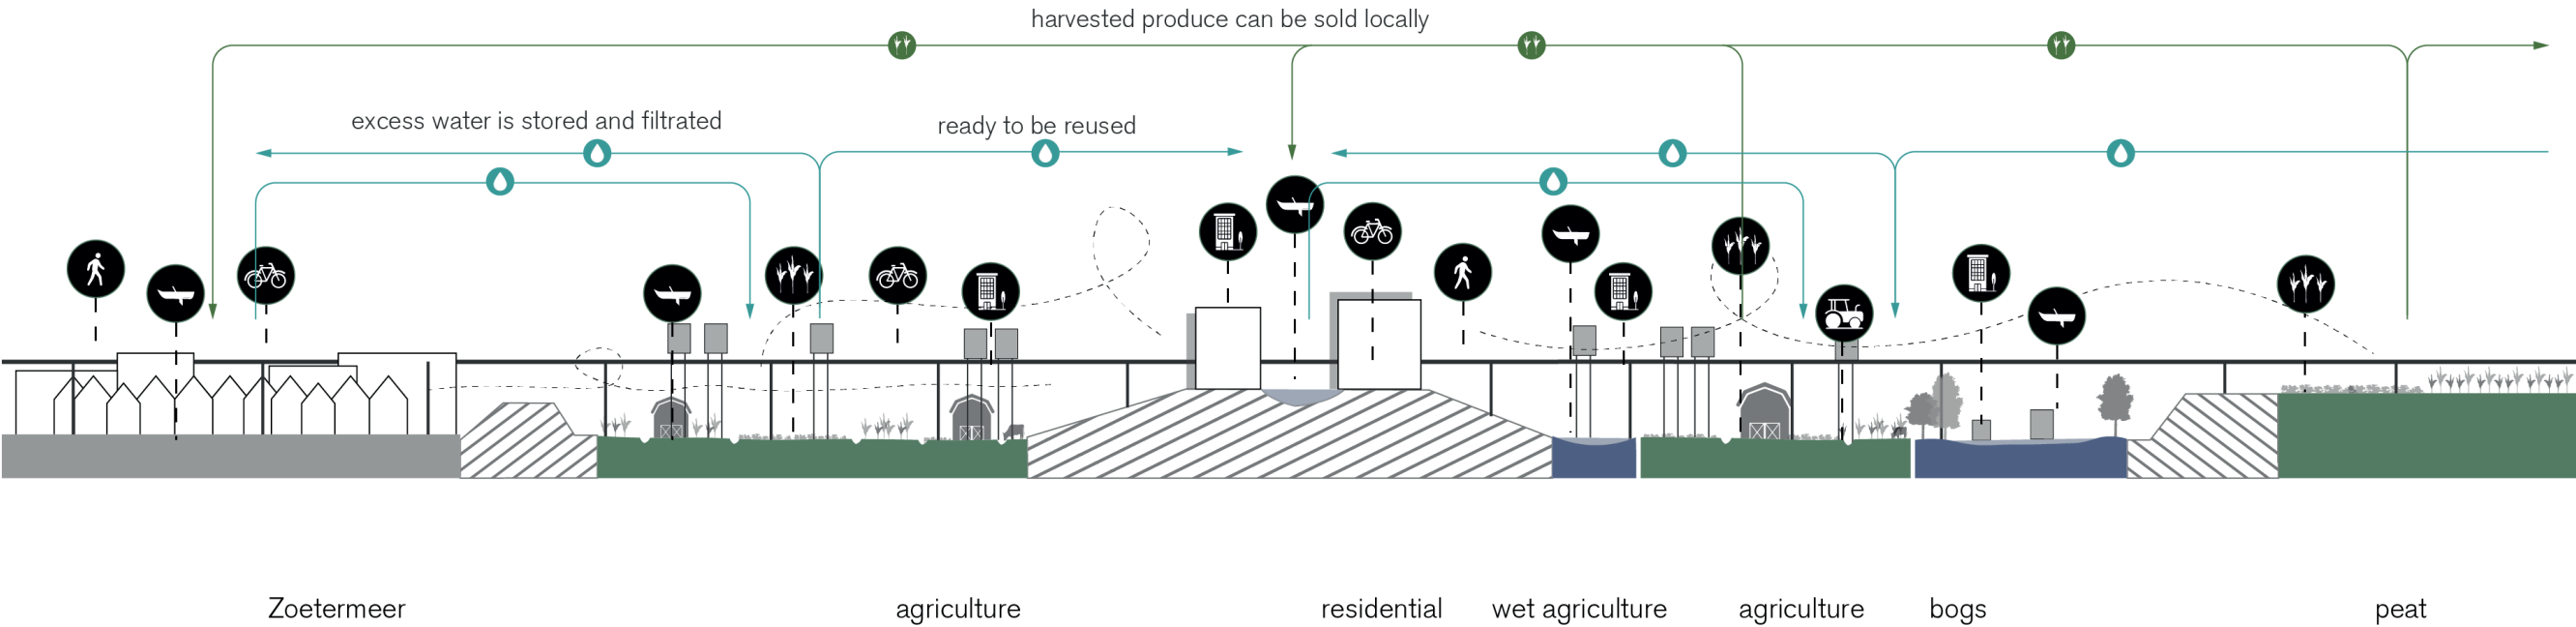 harvested produce can be sold locally
excess water is stored and filtrated
ready to be reused
Zoetermeer
agriculture
residential
wet agriculture
agriculture
bogs
peat